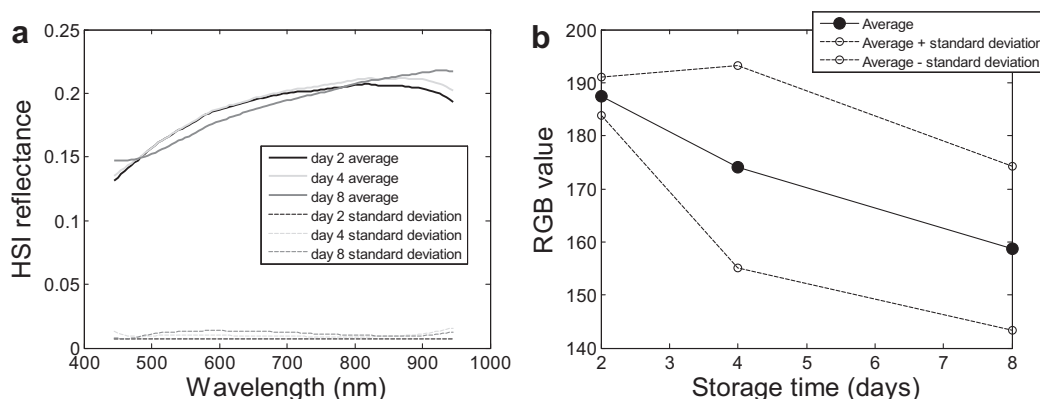 a
0.25
0.2
0.15
0.1
0.05
0
HSI reflectance
day 2 average
day 4 average
day 8 average
day 2 standard deviation
day 4 standard deviation
day 8 standard deviation
400 500 600 700 800 900 1000
Wavelength (nm)
b
200
190
180
170
160
150
140
RGB value
Average
Average + standard deviation
Average - standard deviation
2 3 4 5 6 7 8
Storage time (days)